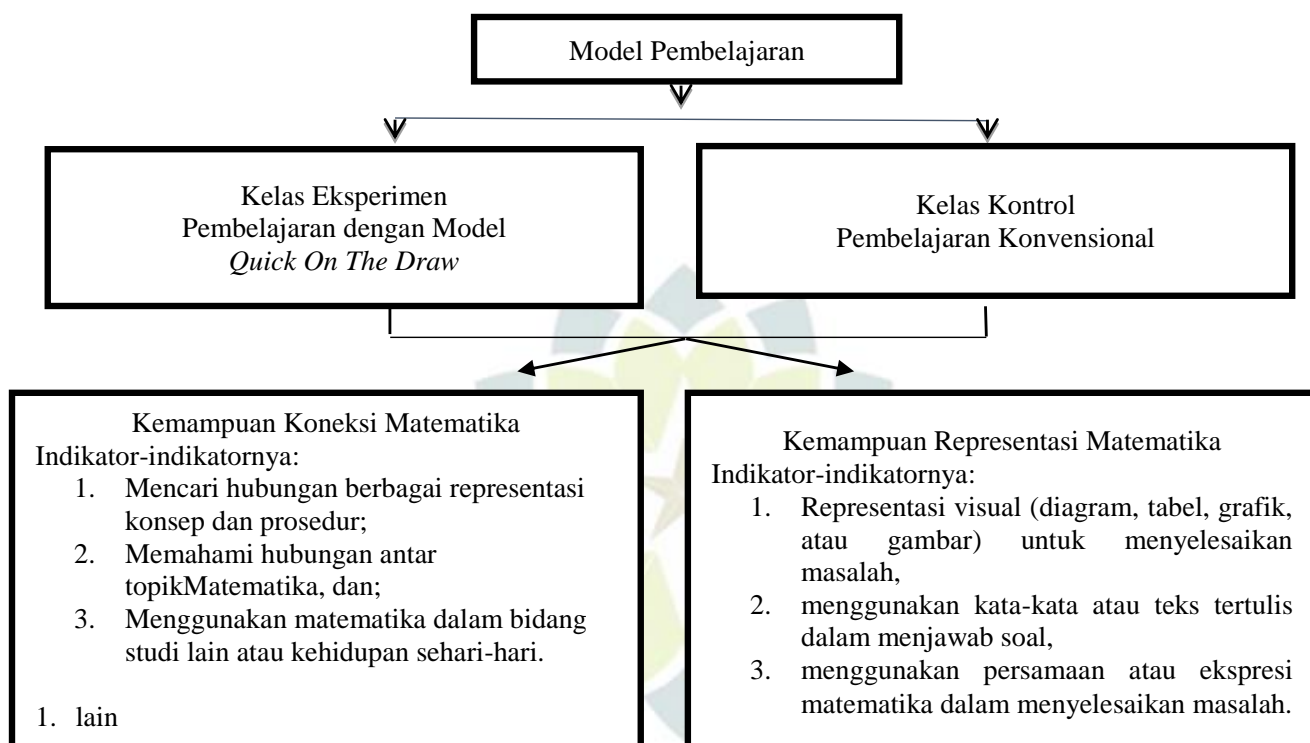 Model Pembelajaran
Kelas Eksperimen
Pembelajaran dengan Model
Quick On The Draw
Kelas Kontrol
Pembelajaran Konvensional
Kemampuan Koneksi Matematika
Indikator-indikatornya:
1. Mencari hubungan berbagai representasi
konsep dan prosedur;
2. Memahami hubungan antar
topikMatematika, dan;
3. Menggunakan matematika dalam bidang
studi lain atau kehidupan sehari-hari.
1. lain
Kemampuan Representasi Matematika
Indikator-indikatornya:
1. Representasi visual (diagram, tabel, grafik,
atau gambar) untuk menyelesaikan
masalah,
2. menggunakan kata-kata atau teks tertulis
dalam menjawab soal,
3. menggunakan persamaan atau ekspresi
matematika dalam menyelesaikan masalah.